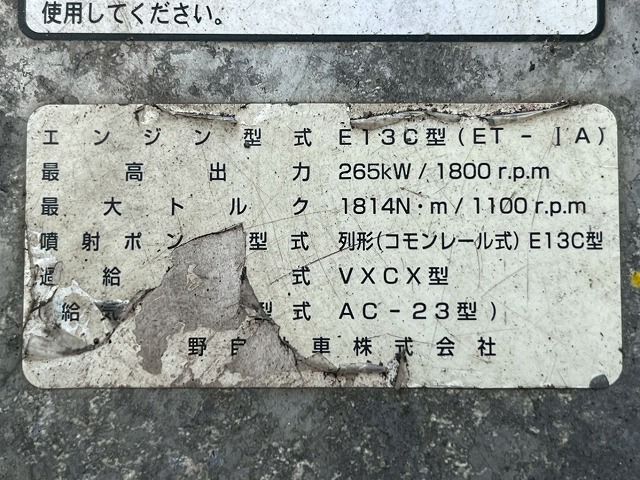 使用してください。
エンジン型式 E13C型(ET-ⅠA)
最高出力 265kW/1800r.p.m
最大トルク 1814N・m/1100r.p.m
噴射ポン 型式 列形(コモンレール式)E13C型
過給 式 VXCX型
(給気 型式 AC-23型)
野自 車株式会社